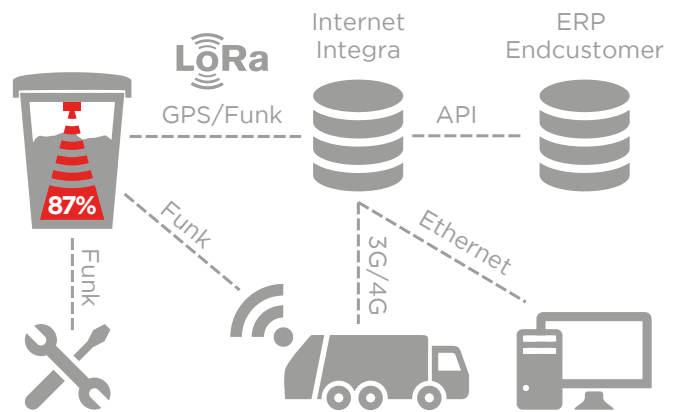 Internet
Integra
ERP
Endcustomer
LoRa
GPS/Funk
API
87%
Funk
Funk
3G/4G
Ethernet